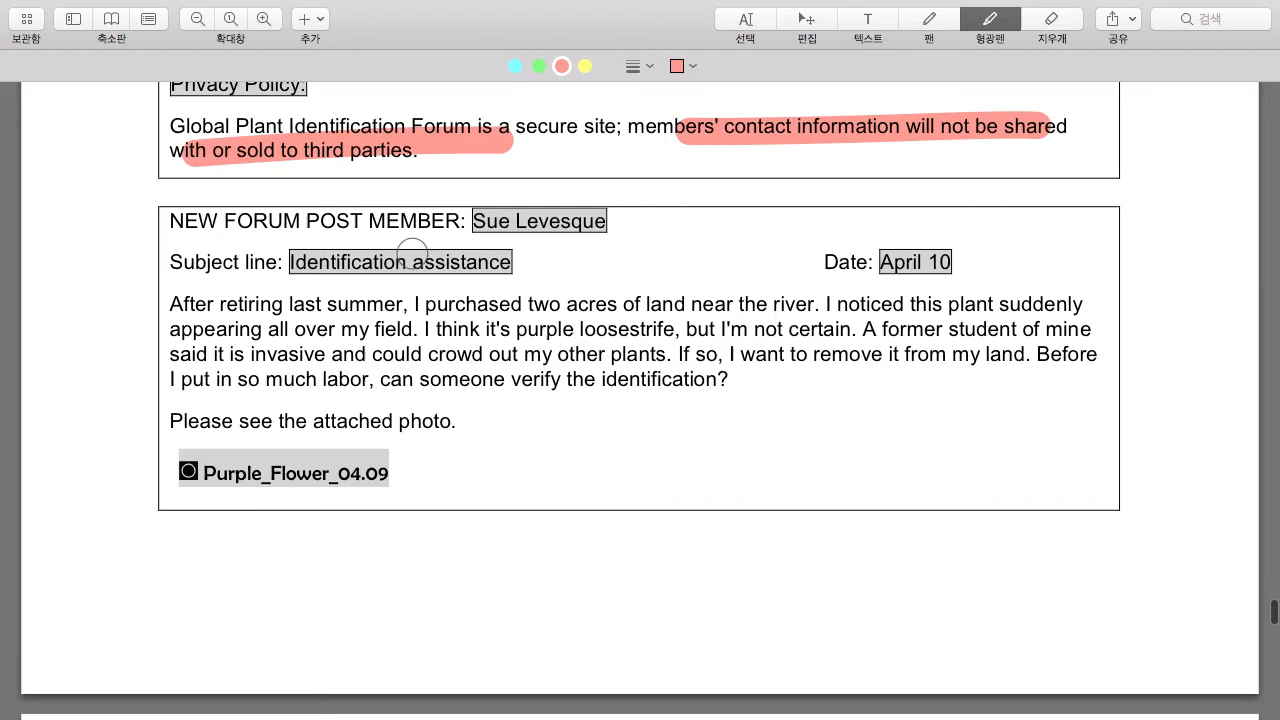 보관함 축소판 확대창 추가 선택 편집 텍스트 펜 형광펜 지우개 공유 검색
Privacy Policy:
Global Plant Identification Forum is a secure site; members' contact information will not be shared
with or sold to third parties.
NEW FORUM POST MEMBER: Sue Levesque
Subject line: Identification assistance Date: April 10
After retiring last summer, I purchased two acres of land near the river. I noticed this plant suddenly
appearing all over my field. I think it's purple loosestrife, but I'm not certain. A former student of mine
said it is invasive and could crowd out my other plants. If so, I want to remove it from my land. Before
I put in so much labor, can someone verify the identification?
Please see the attached photo.
Purple_Flower_04.09